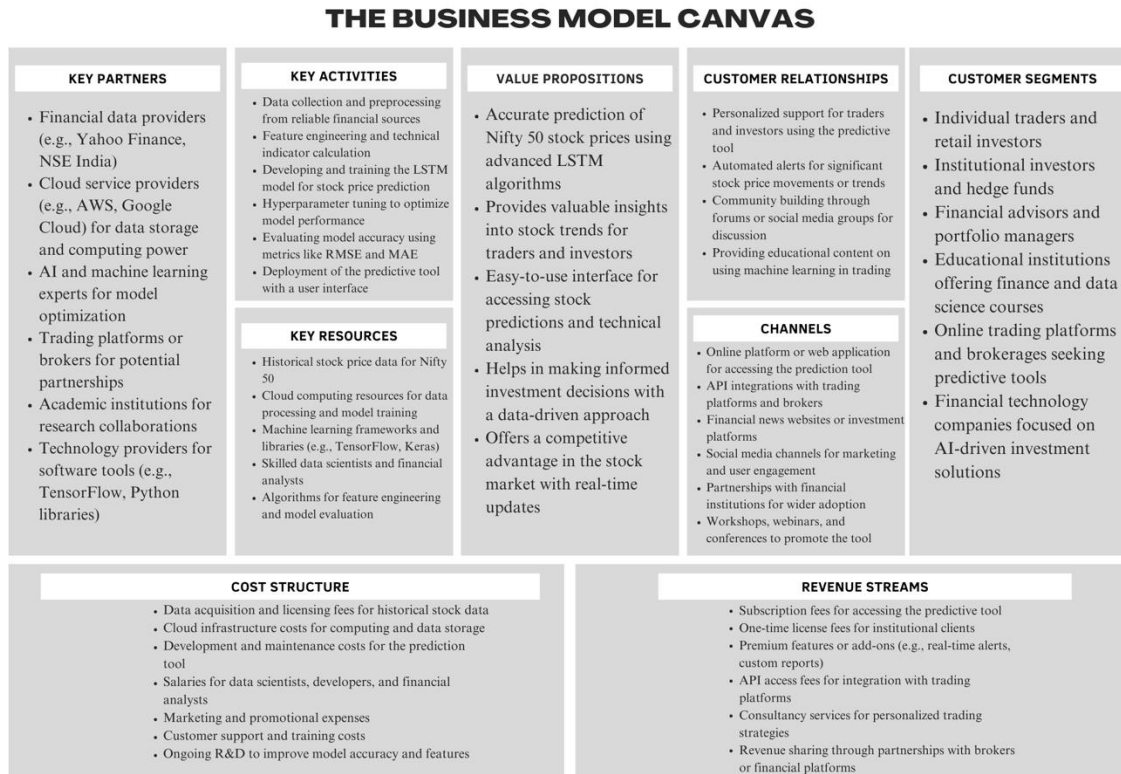 THE BUSINESS MODEL CANVAS
KEY PARTNERS
• Financial data providers
(e.g., Yahoo Finance,
NSE India)
• Cloud service providers
(e.g., AWS, Google
Cloud) for data storage
and computing power
• AI and machine learning
experts for model
optimization
• Trading platforms or
brokers for potential
partnerships
• Academic institutions for
research collaborations
• Technology providers for
software tools (e.g.,
TensorFlow, Python
libraries)
KEY ACTIVITIES
• Data collection and preprocessing
from reliable financial sources
• Feature engineering and technical
indicator calculation
• Developing and training the LSTM
model for stock price prediction
• Hyperparameter tuning to optimize
model performance
• Evaluating model accuracy using
metrics like RMSE and MAE
• Deployment of the predictive tool
with a user interface
KEY RESOURCES
• Historical stock price data for Nifty
50
• Cloud computing resources for data
processing and model training
• Machine learning frameworks and
libraries (e.g., TensorFlow, Keras)
• Skilled data scientists and financial
analysts
• Algorithms for feature engineering
and model evaluation
VALUE PROPOSITIONS
• Accurate prediction of
Nifty 50 stock prices using
advanced LSTM
algorithms
• Provides valuable insights
into stock trends for
traders and investors
• Easy-to-use interface for
accessing stock
predictions and technical
analysis
• Helps in making informed
investment decisions with
a data-driven approach
• Offers a competitive
advantage in the stock
market with real-time
updates
CUSTOMER RELATIONSHIPS
• Personalized support for traders
and investors using the predictive
tool
• Automated alerts for significant
stock price movements or trends
• Community building through
forums or social media groups for
discussion
• Providing educational content on
using machine learning in trading
CHANNELS
• Online platform or web application
for accessing the prediction tool
• API integrations with trading
platforms and brokers
• Financial news websites or investment
platforms
• Social media channels for marketing
and user engagement
• Partnerships with financial
institutions for wider adoption
• Workshops, webinars, and
conferences to promote the tool
CUSTOMER SEGMENTS
• Individual traders and
retail investors
• Institutional investors
and hedge funds
• Financial advisors and
portfolio managers
• Educational institutions
offering finance and data
science courses
• Online trading platforms
and brokerages seeking
predictive tools
• Financial technology
companies focused on
AI-driven investment
solutions
COST STRUCTURE
• Data acquisition and licensing fees for historical stock data
• Cloud infrastructure costs for computing and data storage
• Development and maintenance costs for the prediction
tool
• Salaries for data scientists, developers, and financial
analysts
• Marketing and promotional expenses
• Customer support and training costs
• Ongoing R&D to improve model accuracy and features
REVENUE STREAMS
• Subscription fees for accessing the predictive tool
• One-time license fees for institutional clients
• Premium features or add-ons (e.g., real-time alerts,
custom reports)
• API access fees for integration with trading
platforms
• Consultancy services for personalized trading
strategies
• Revenue sharing through partnerships with brokers
or financial platforms